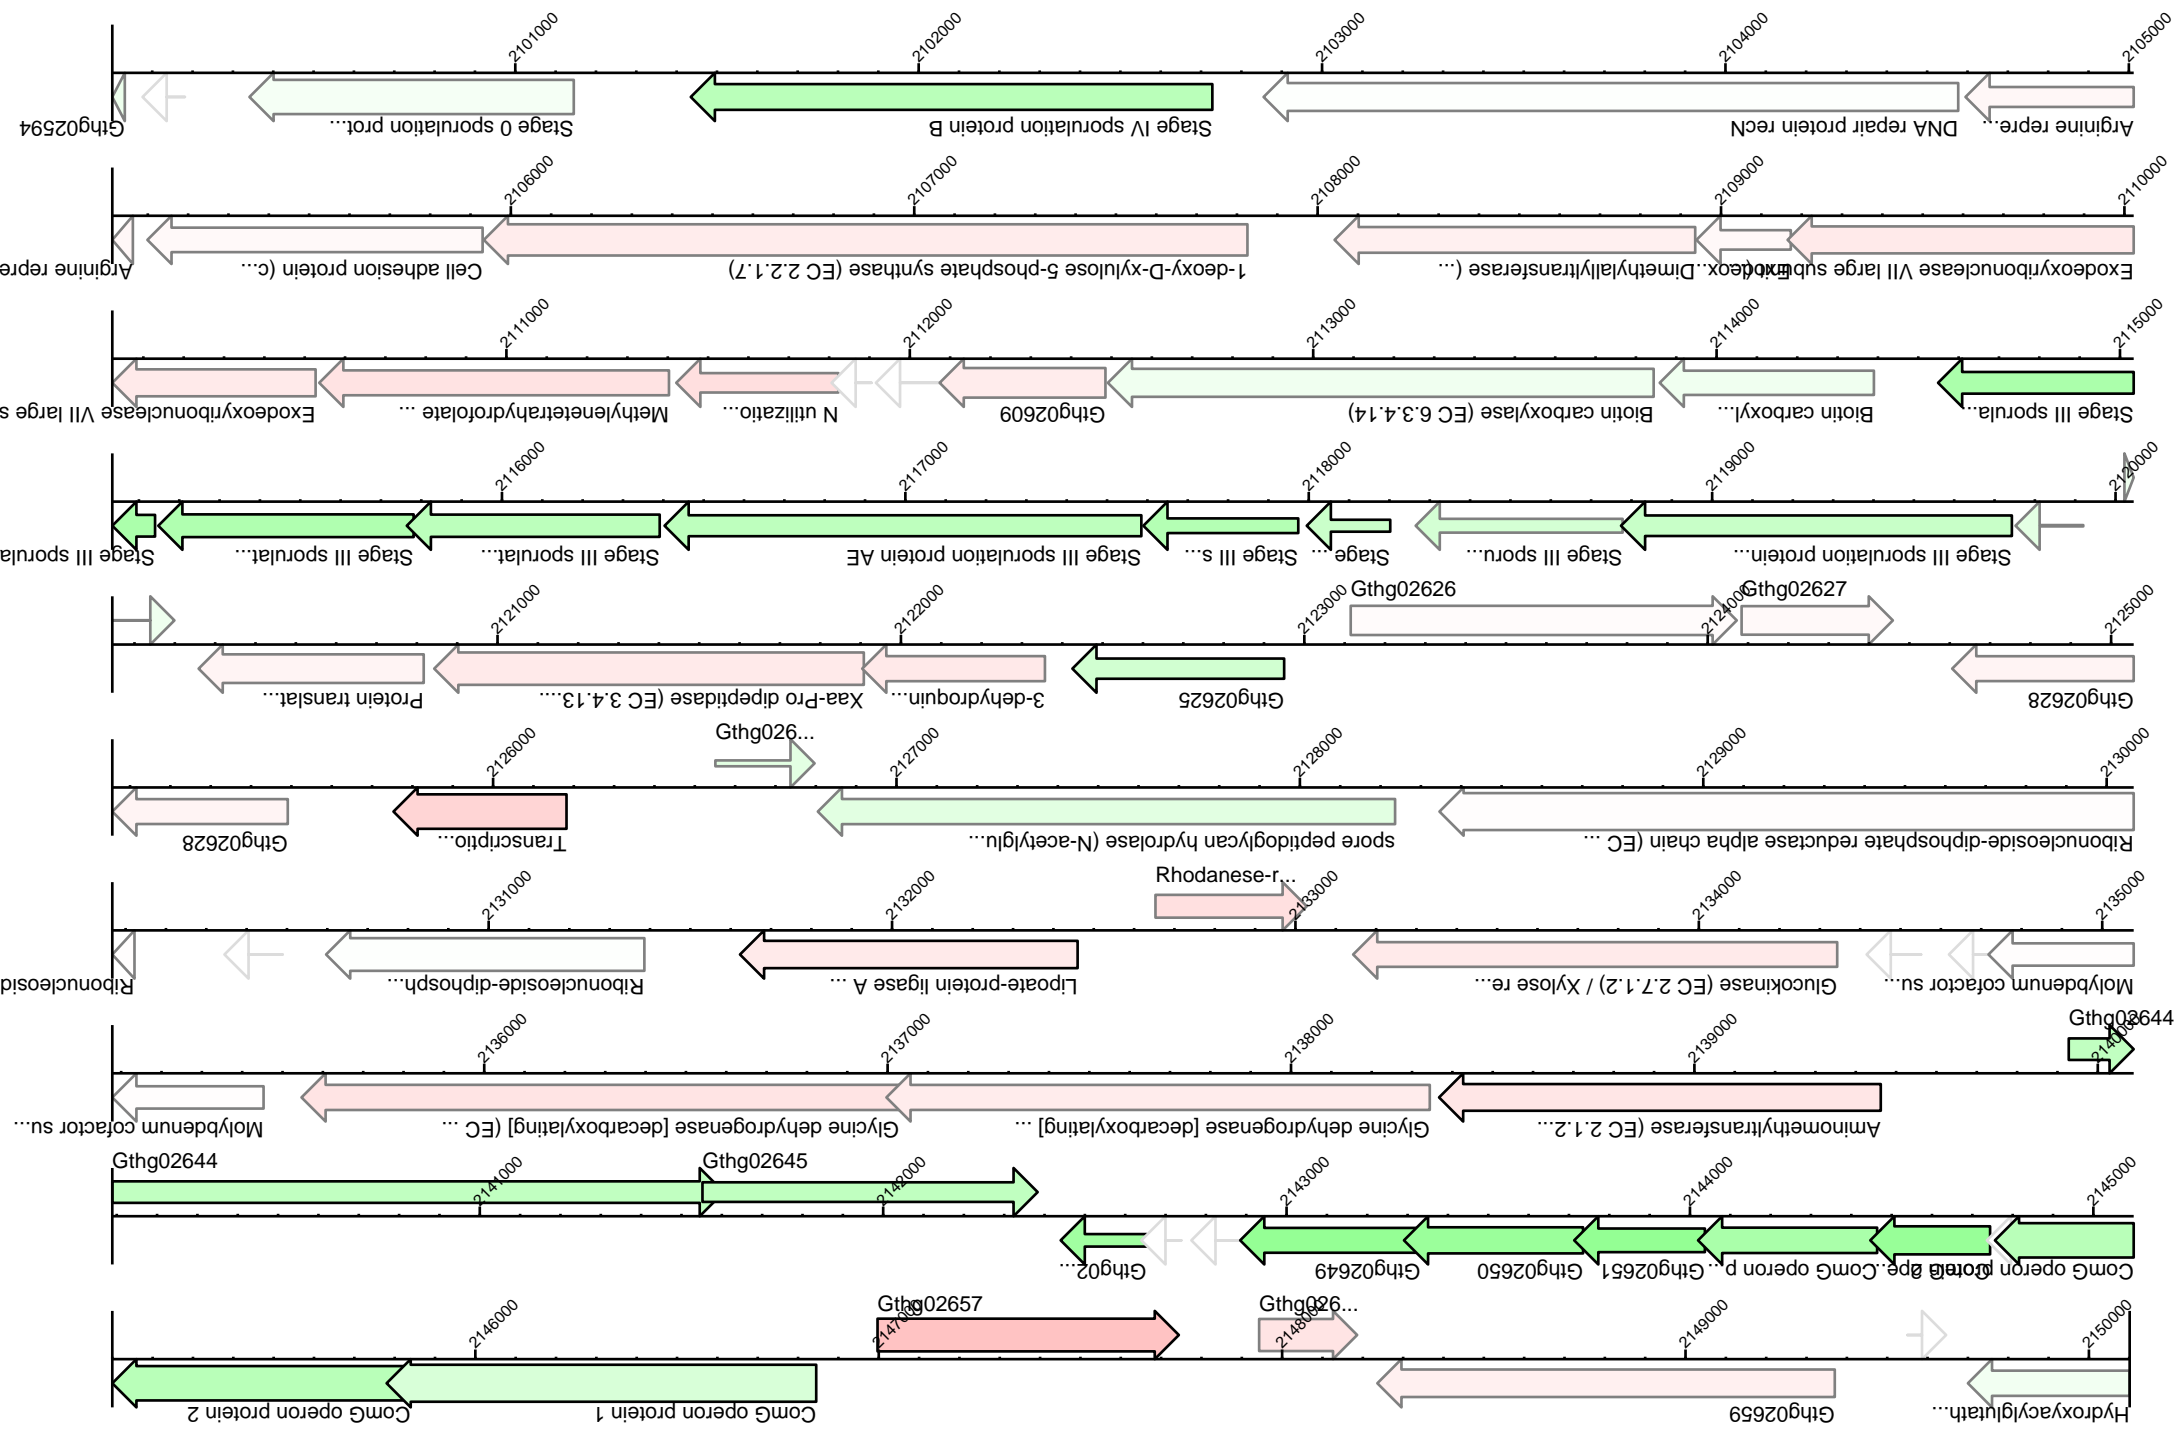 2101000 2102000 2103000 2104000 2105000
Gthg02594 Stage 0 sporulation prot... Stage IV sporulation protein B DNA repair protein recN Arginine repre...
2106000 2107000 2108000 2109000 2110000
Arginine repre Cell adhesion protein (c... 1-deoxy-D-xylulose 5-phosphate synthase (EC 2.2.1.7) Dimethylallyltransferase (... Exodeox... Exodeoxyribonuclease VII large subunit (
2111000 2112000 2113000 2114000 2115000
Exodeoxyribonuclease VII large s Methylenetetrahydrofolate ... N utilizatio... Gthg02609 Biotin carboxylase (EC 6.3.4.14) Biotin carboxyl... Stage III sporula...
2116000 2117000 2118000 2119000 2120000
Stage III sporula Stage III sporulat... Stage III sporulat... Stage III sporulation protein AE Stage III s... Stage ... Stage III sporu... Stage III sporulation protein...
Gthg02626 Gthg02627
2121000 2122000 2123000 2124000 2125000
Protein translat... Xaa-Pro dipeptidase (EC 3.4.13.... 3-dehydroquin... Gthg02625 Gthg02628
Gthg026...
2126000 2127000 2128000 2129000 2130000
Gthg02628 Transcriptio... spore peptidoglycan hydrolase (N-acetylglu... Ribonucleoside-diphosphate reductase alpha chain (EC ...
Rhodanese-r...
2131000 2132000 2133000 2134000 2135000
Ribonucleosid Ribonucleoside-diphosph... Lipoate-protein ligase A ... Glucokinase (EC 2.7.1.2) / Xylose re... Molybdenum cofactor su...
Gthg02644
2136000 2137000 2138000 2139000 2140000
Molybdenum cofactor su... Glycine dehydrogenase [decarboxylating] (EC ... Glycine dehydrogenase [decarboxylating] ... Aminomethyltransferase (EC 2.1.2...
Gthg02644 Gthg02645
2141000 2142000 2143000 2144000 2145000
Gthg02... Gthg02649 Gthg02650 Gthg02651 ComG operon p... ComG ope... ComG operon protein 2
Gthg02657 Gthg026...
2146000 2147000 2148000 2149000 2150000
ComG operon protein 2 ComG operon protein 1 Gthg02659 Hydroxyacylglutath...